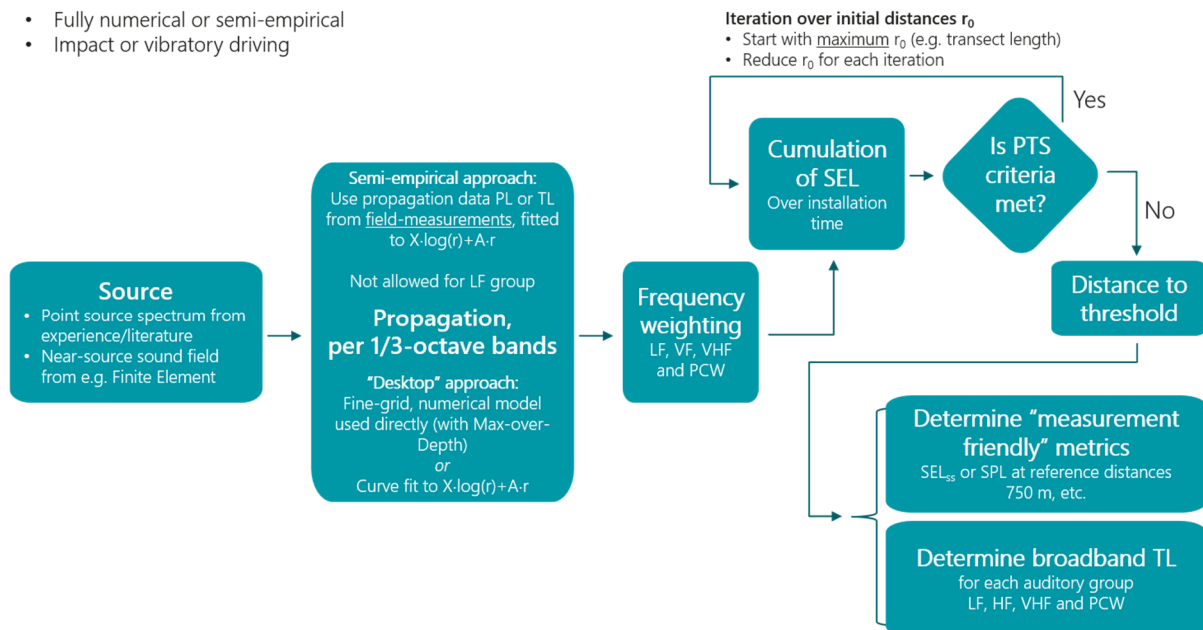 • Fully numerical or semi-empirical
• Impact or vibratory driving
Iteration over initial distances r₀
• Start with maximum r₀ (e.g. transect length)
• Reduce r₀ for each iteration
Source
• Point source spectrum from
experience/literature
• Near-source sound field
from e.g. Finite Element
Semi-empirical approach:
Use propagation data PL or TL
from field-measurements, fitted
to X·log(r)+A·r
Not allowed for LF group
Propagation,
per 1/3-octave bands
"Desktop" approach:
Fine-grid, numerical model
used directly (with Max-over-
Depth)
or
Curve fit to X·log(r)+A·r
Frequency
weighting
LF, VF, VHF
and PCW
Cumulation
of SEL
Over installation
time
Is PTS
criteria
met?
Yes
No
Distance to
threshold
Determine "measurement
friendly" metrics
SELss or SPL at reference distances
750 m, etc.
Determine broadband TL
for each auditory group
LF, HF, VHF and PCW